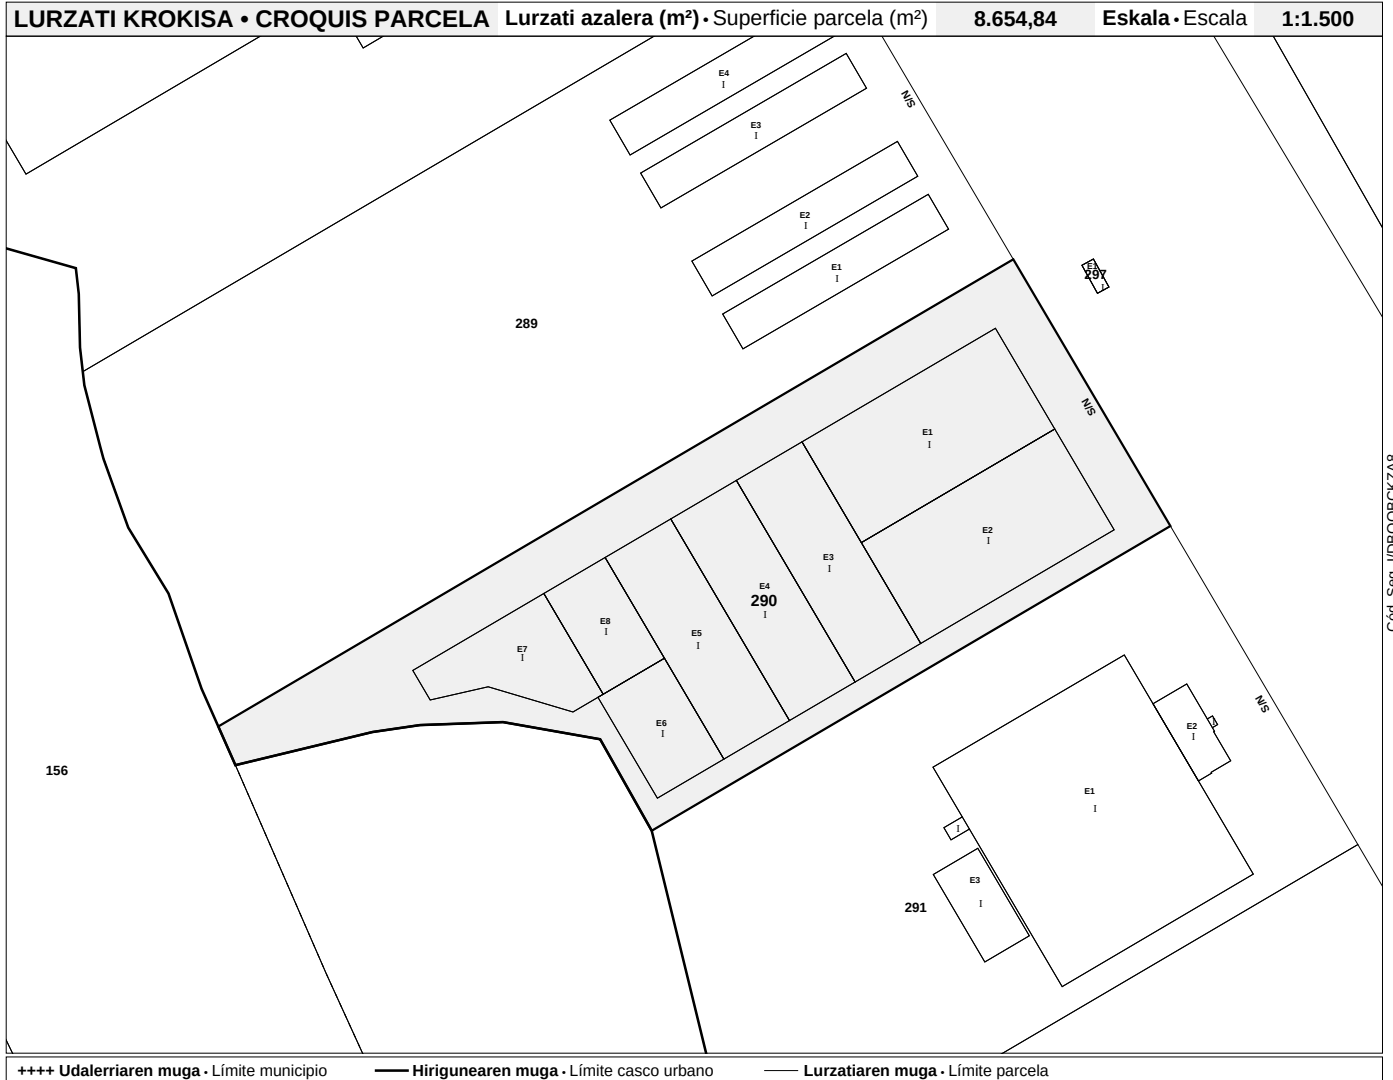 LURZATI KROKISA • CROQUIS PARCELA Lurzati azalera (m²) • Superficie parcela (m²) 8.654,84 Eskala • Escala 1:1.500
E4
I
S/N
E3
I
E2
I
E1
I
E1
297
I
289
S/N
E1
I
E2
I
E3
I
E4
290
I
E8
I
E5
I
E7
I
E6
I
S/N
E2
I
156
E1
I
I
E3
I
291
++++ Udalerriaren muga • Límite municipio Hirigunearen muga • Límite casco urbano Lurzatiaren muga • Límite parcela